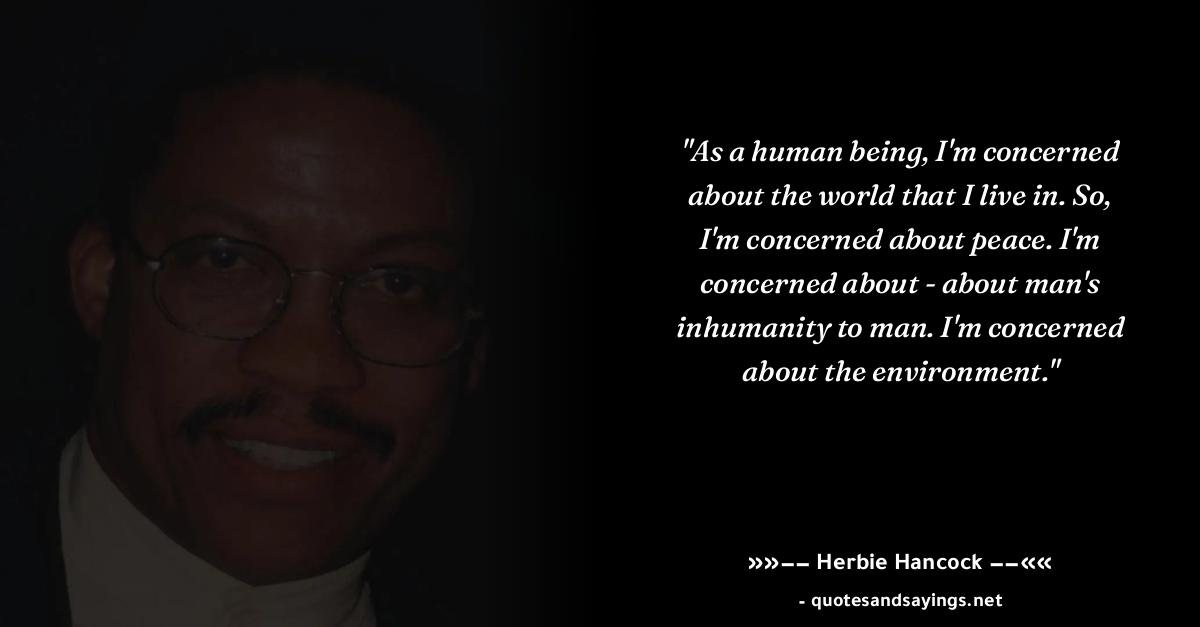 "As a human being, I'm concerned
about the world that I live in. So,
I'm concerned about peace. I'm
concerned about - about man's
inhumanity to man. I'm concerned
about the environment."
»»−− Herbie Hancock −−««
- quotesandsayings.net